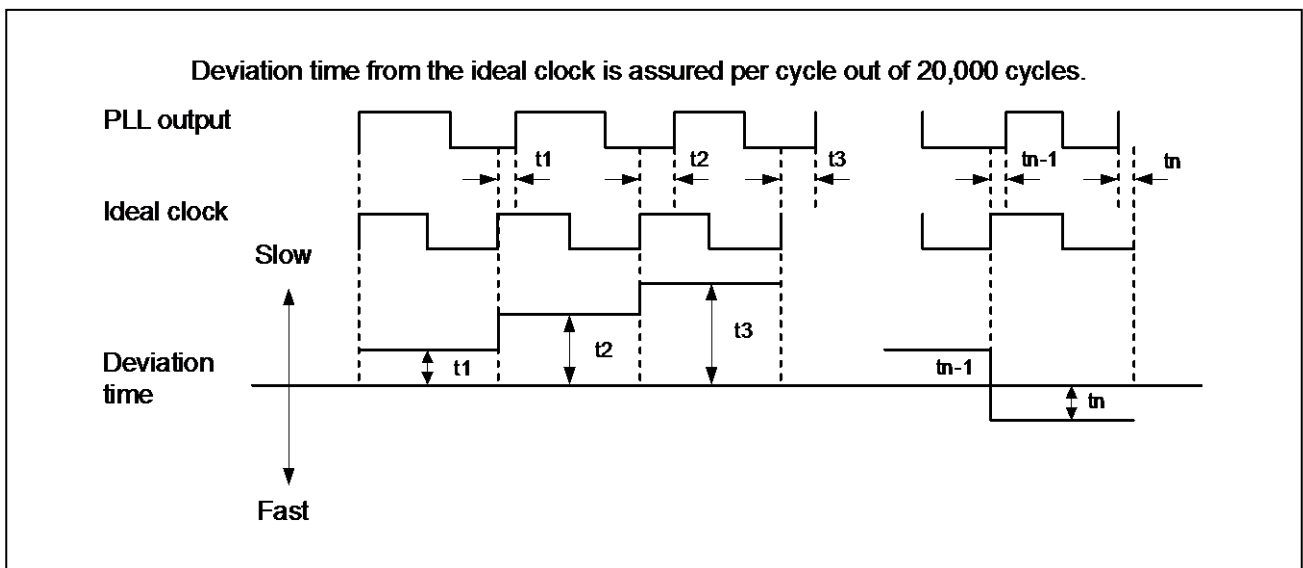 Deviation time from the ideal clock is assured per cycle out of 20,000 cycles.
PLL output
t1
t2
t3
tn-1
tn
Ideal clock
Slow
Deviation
time
t1
t2
t3
tn-1
tn
Fast